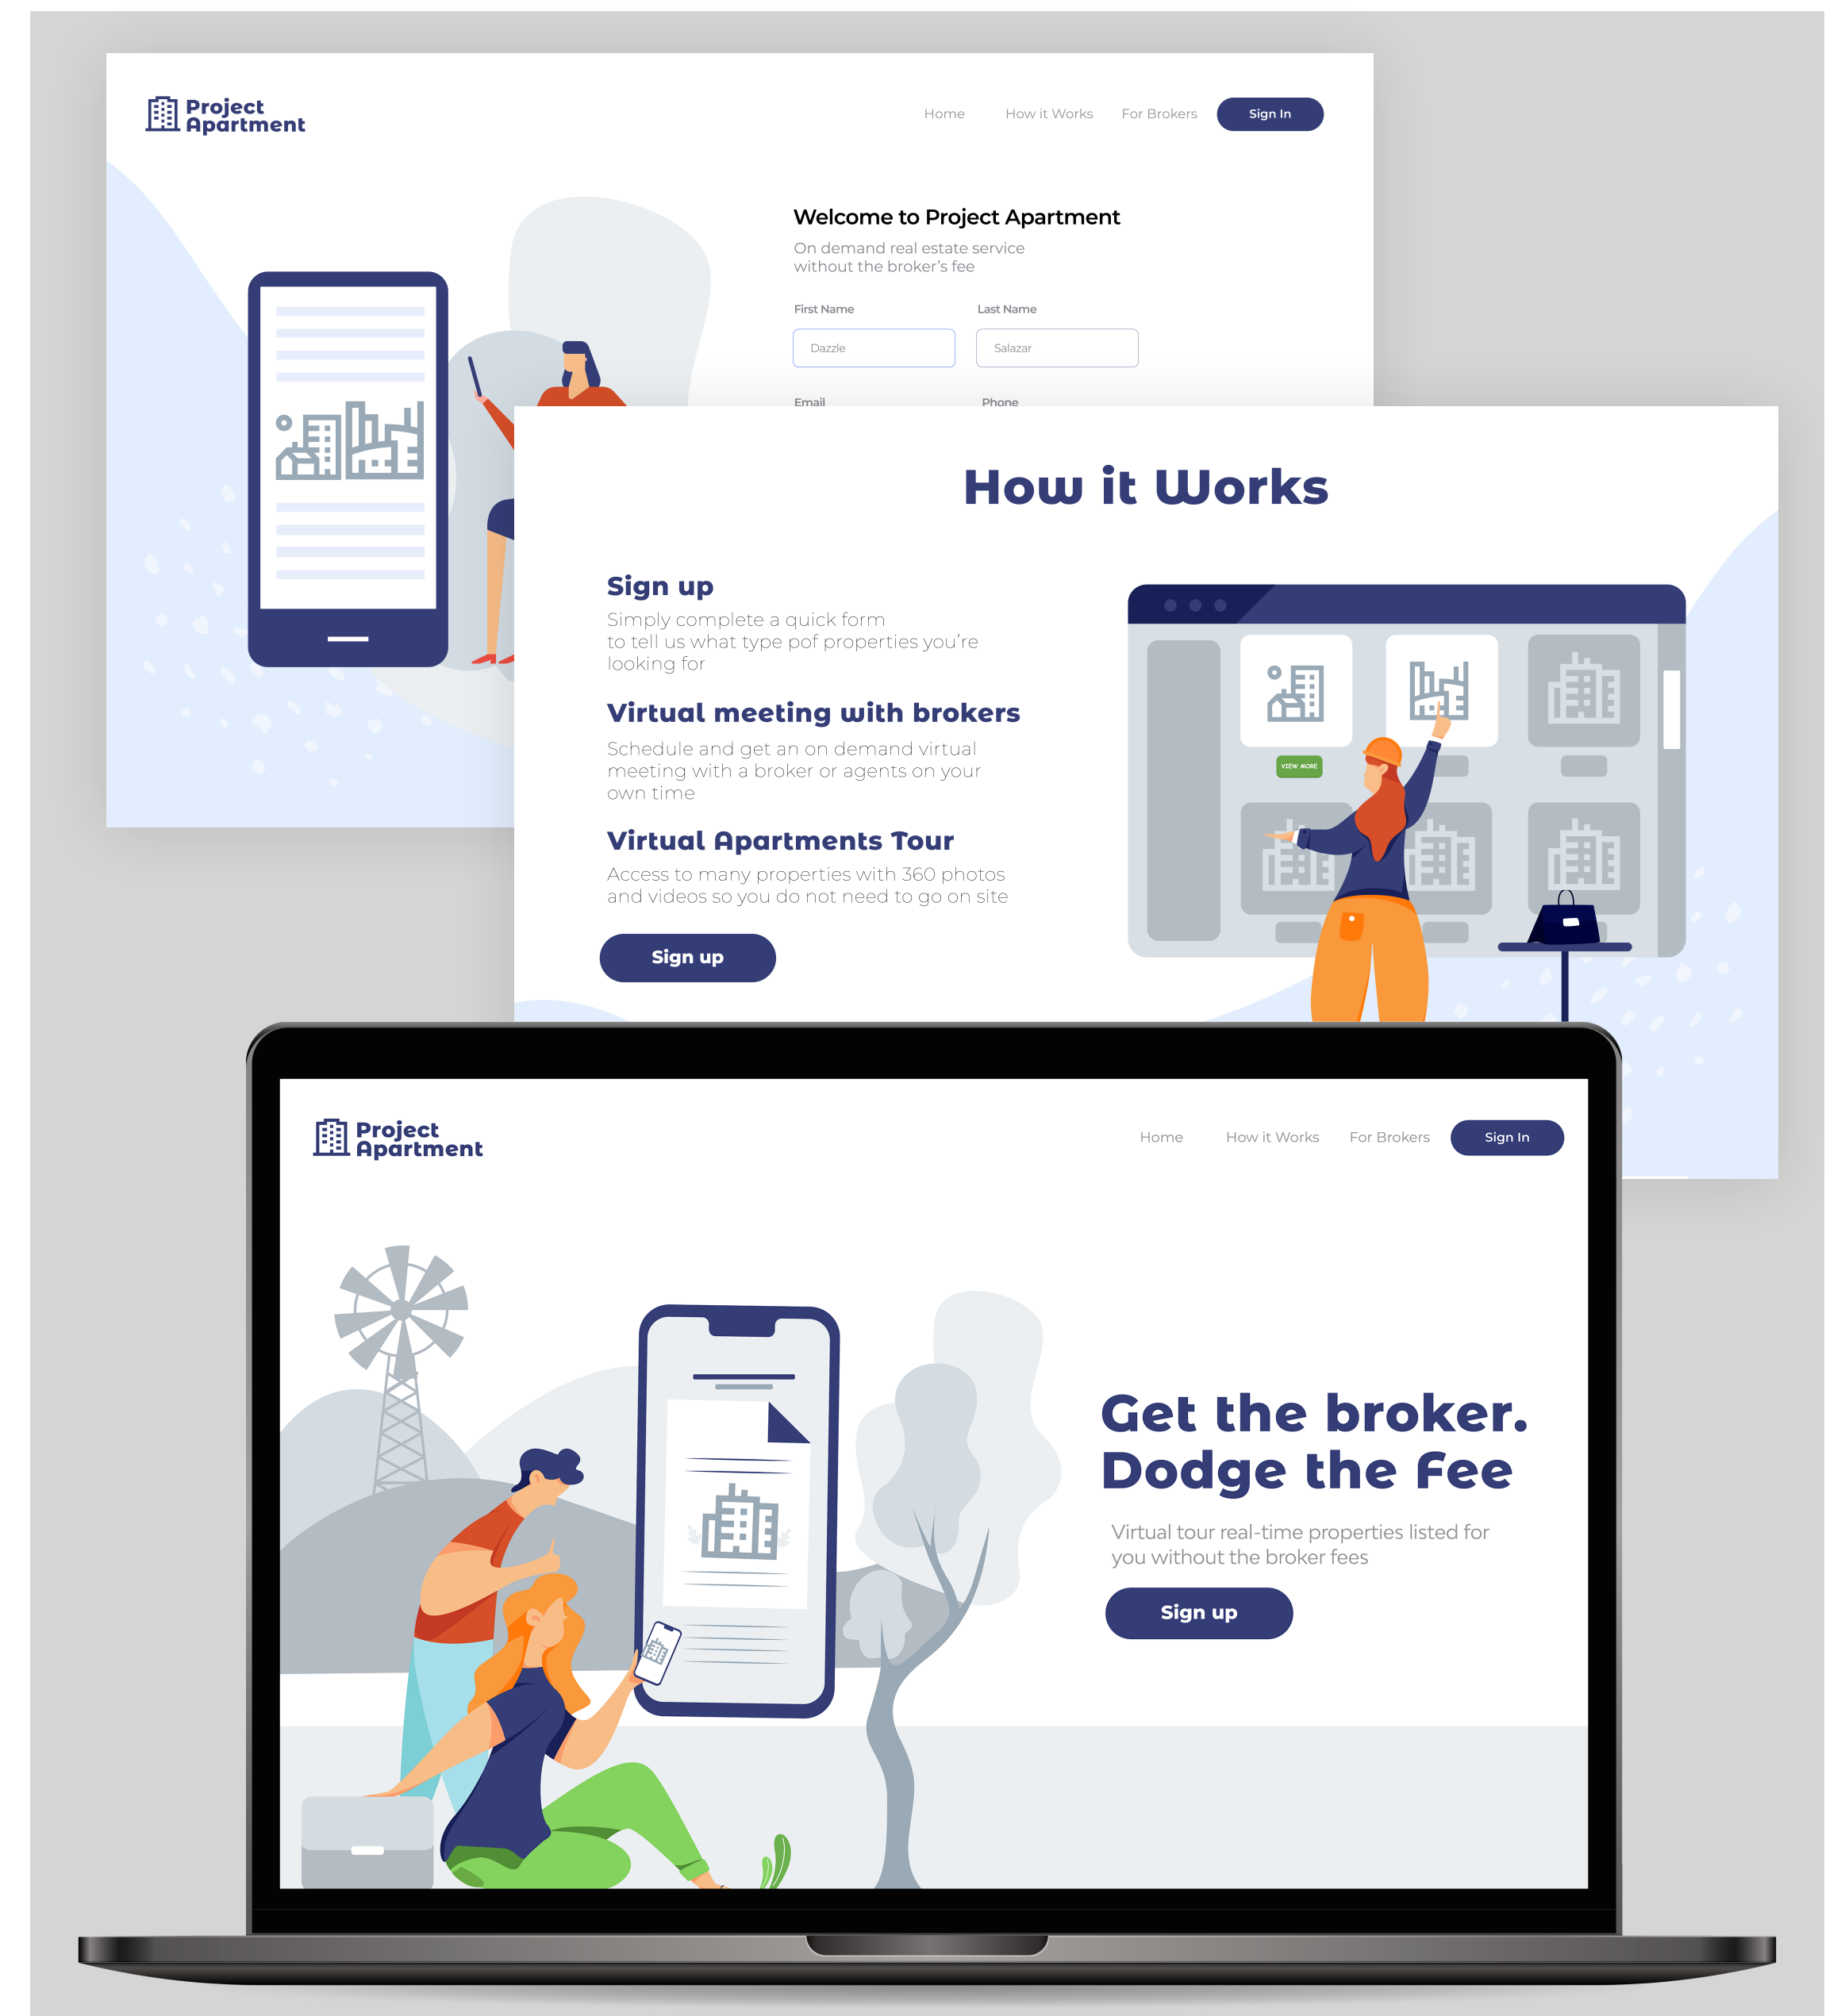 Project
Apartment
Home
How it Works
For Brokers
Sign In
Welcome to Project Apartment
On demand real estate service
without the broker's fee
First Name
Last Name
Dazzle
Salazar
Email
Phone
How it Works
Sign up
Simply complete a quick form
to tell us what type pof properties you're
looking for
Virtual meeting with brokers
Schedule and get an on demand virtual
meeting with a broker or agents on your
own time
Virtual Apartments Tour
Access to many properties with 360 photos
and videos so you do not need to go on site
Sign up
VIEW MORE
Project
Apartment
Home
How it Works
For Brokers
Sign In
Get the broker.
Dodge the Fee
Virtual tour real-time properties listed for
you without the broker fees
Sign up